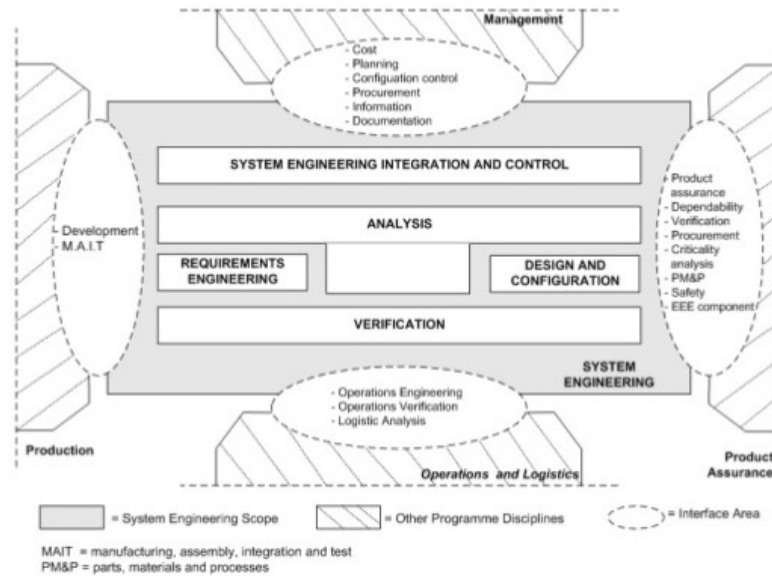 Management
- Cost
- Planning
- Configuation control
- Procurement
- Information
- Documentation
SYSTEM ENGINEERING INTEGRATION AND CONTROL
ANALYSIS
REQUIREMENTS
ENGINEERING
DESIGN AND
CONFIGURATION
VERIFICATION
SYSTEM
ENGINEERING
- Development
- M.A.I.T
- Product
assurance
- Dependability
- Verification
- Procurement
- Criticality
analysis
- PM&P
- Safety
- EEE component
- Operations Engineering
- Operations Verification
- Logistic Analysis
Production
Operations and Logistics
Product
Assurance
= System Engineering Scope
= Other Programme Disciplines
= Interface Area
MAIT = manufacturing, assembly, integration and test
PM&P = parts, materials and processes